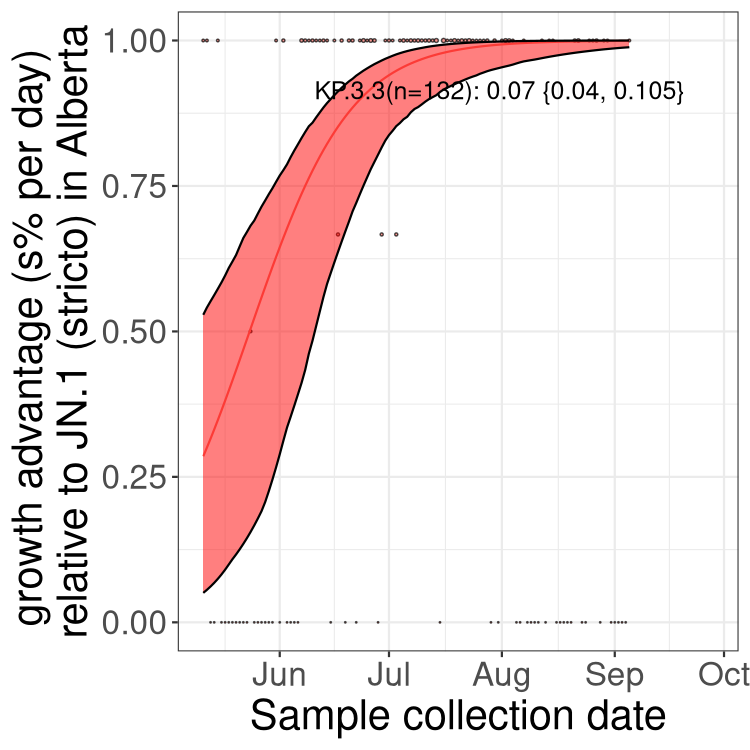 growth advantage (s% per day)
relative to JN.1 (stricto) in Alberta
1.00
0.75
0.50
0.25
0.00
KP.3.3(n=132): 0.07 {0.04, 0.105}
Jun Jul Aug Sep Oct
Sample collection date